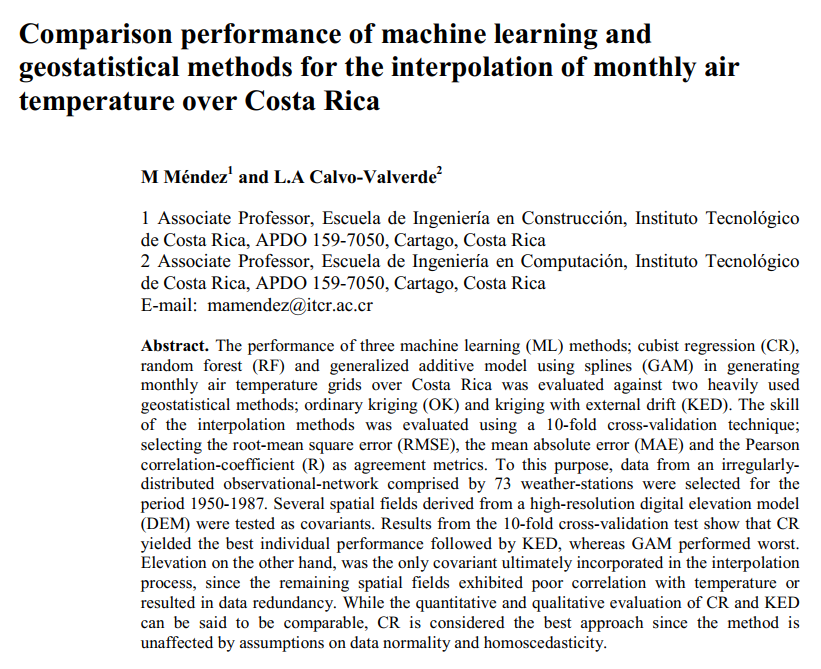 Comparison performance of machine learning and
geostatistical methods for the interpolation of monthly air
temperature over Costa Rica
M Méndez1 and L.A Calvo-Valverde2
1 Associate Professor, Escuela de Ingeniería en Construcción, Instituto Tecnológico
de Costa Rica, APDO 159-7050, Cartago, Costa Rica
2 Associate Professor, Escuela de Ingeniería en Computación, Instituto Tecnológico
de Costa Rica, APDO 159-7050, Cartago, Costa Rica
E-mail: mamendez@itcr.ac.cr
Abstract. The performance of three machine learning (ML) methods; cubist regression (CR),
random forest (RF) and generalized additive model using splines (GAM) in generating
monthly air temperature grids over Costa Rica was evaluated against two heavily used
geostatistical methods; ordinary kriging (OK) and kriging with external drift (KED). The skill
of the interpolation methods was evaluated using a 10-fold cross-validation technique;
selecting the root-mean square error (RMSE), the mean absolute error (MAE) and the Pearson
correlation-coefficient (R) as agreement metrics. To this purpose, data from an irregularly-
distributed observational-network comprised by 73 weather-stations were selected for the
period 1950-1987. Several spatial fields derived from a high-resolution digital elevation model
(DEM) were tested as covariants. Results from the 10-fold cross-validation test show that CR
yielded the best individual performance followed by KED, whereas GAM performed worst.
Elevation on the other hand, was the only covariant ultimately incorporated in the interpolation
process, since the remaining spatial fields exhibited poor correlation with temperature or
resulted in data redundancy. While the quantitative and qualitative evaluation of CR and KED
can be said to be comparable, CR is considered the best approach since the method is
unaffected by assumptions on data normality and homoscedasticity.